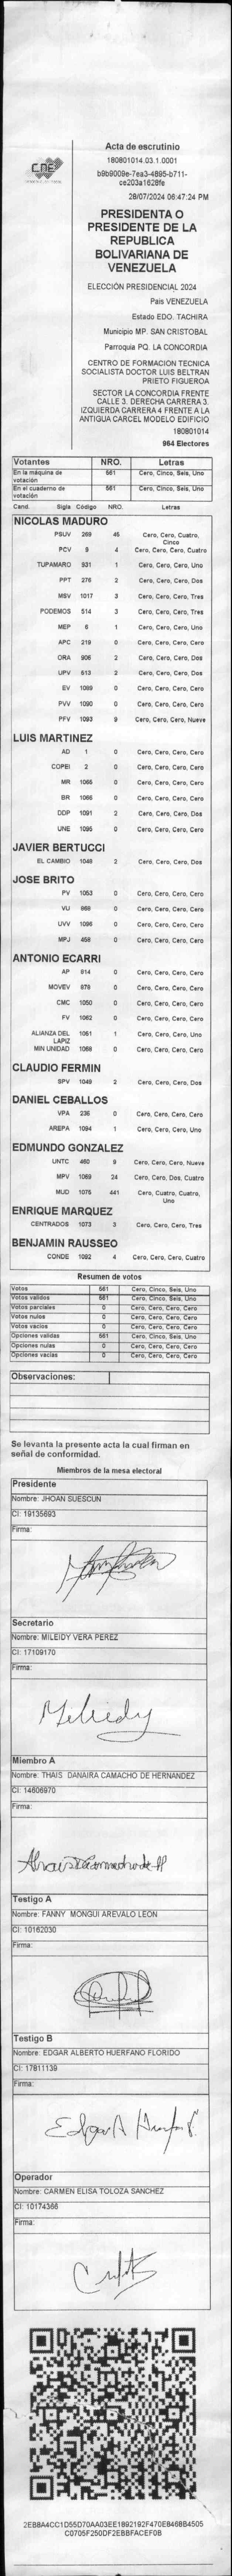 CNE
Acta de escrutinio
180801014.03.1.0001
b9b9009e-7ea3-4895-b711-
ce203a1628fe
28/07/2024 06:47:24 PM
PRESIDENTA O
PRESIDENTE DE LA
REPUBLICA
BOLIVARIANA DE
VENEZUELA
ELECCIÓN PRESIDENCIAL 2024
Pais VENEZUELA
Estado EDO. TACHIRA
Municipio MP. SAN CRISTOBAL
Parroquia PQ. LA CONCORDIA
CENTRO DE FORMACION TECNICA
SOCIALISTA DOCTOR LUIS BELTRAN
PRIETO FIGUEROA
SECTOR LA CONCORDIA FRENTE
CALLE 3. DERECHA CARRERA 3.
IZQUIERDA CARRERA 4 FRENTE A LA
ANTIGUA CARCEL MODELO EDIFICIO
180801014
964 Electores
Votantes NRO. Letras
En la máquina de votación 561 Cero, Cinco, Seis, Uno
En el cuaderno de votación 561 Cero, Cinco, Seis, Uno
Cand. Sigla Código NRO. Letras
NICOLAS MADURO
PSUV 269 45 Cero, Cero, Cuatro, Cinco
PCV 9 4 Cero, Cero, Cero, Cuatro
TUPAMARO 931 1 Cero, Cero, Cero, Uno
PPT 276 2 Cero, Cero, Cero, Dos
MSV 1017 3 Cero, Cero, Cero, Tres
PODEMOS 514 3 Cero, Cero, Cero, Tres
MEP 6 1 Cero, Cero, Cero, Uno
APC 219 0 Cero, Cero, Cero, Cero
ORA 906 2 Cero, Cero, Cero, Dos
UPV 613 2 Cero, Cero, Cero, Dos
EV 1089 0 Cero, Cero, Cero, Cero
PVV 1090 0 Cero, Cero, Cero, Cero
PFV 1093 9 Cero, Cero, Cero, Nueve
LUIS MARTINEZ
AD 1 0 Cero, Cero, Cero, Cero
COPEI 2 0 Cero, Cero, Cero, Cero
MR 1065 0 Cero, Cero, Cero, Cero
BR 1066 0 Cero, Cero, Cero, Cero
DDP 1091 2 Cero, Cero, Cero, Dos
UNE 1095 0 Cero, Cero, Cero, Cero
JAVIER BERTUCCI
EL CAMBIO 1048 2 Cero, Cero, Cero, Dos
JOSE BRITO
PV 1053 0 Cero, Cero, Cero, Cero
VU 868 0 Cero, Cero, Cero, Cero
UVV 1096 0 Cero, Cero, Cero, Cero
MPJ 458 0 Cero, Cero, Cero, Cero
ANTONIO ECARRI
AP 814 0 Cero, Cero, Cero, Cero
MOVEV 878 0 Cero, Cero, Cero, Cero
CMC 1050 0 Cero, Cero, Cero, Cero
FV 1062 0 Cero, Cero, Cero, Cero
ALIANZA DEL LAPIZ 1061 1 Cero, Cero, Cero, Uno
MIN UNIDAD 1068 0 Cero, Cero, Cero, Cero
CLAUDIO FERMIN
SPV 1049 2 Cero, Cero, Cero, Dos
DANIEL CEBALLOS
VPA 236 0 Cero, Cero, Cero, Cero
AREPA 1094 1 Cero, Cero, Cero, Uno
EDMUNDO GONZALEZ
UNTC 460 9 Cero, Cero, Cero, Nueve
MPV 1069 24 Cero, Cero, Dos, Cuatro
MUD 1075 441 Cero, Cuatro, Cuatro, Uno
ENRIQUE MARQUEZ
CENTRADOS 1073 3 Cero, Cero, Cero, Tres
BENJAMIN RAUSSEO
CONDE 1092 4 Cero, Cero, Cero, Cuatro
Resumen de votos
Votos 561 Cero, Cinco, Seis, Uno
Votos validos 561 Cero, Cinco, Seis, Uno
Votos parciales 0 Cero, Cero, Cero, Cero
Votos nulos 0 Cero, Cero, Cero, Cero
Votos vacios 0 Cero, Cero, Cero, Cero
Opciones validas 561 Cero, Cinco, Seis, Uno
Opciones nulas 0 Cero, Cero, Cero, Cero
Opciones vacias 0 Cero, Cero, Cero, Cero
Observaciones:
Se levanta la presente acta la cual firman en
señal de conformidad.
Miembros de la mesa electoral
Presidente
Nombre: JHOAN SUESCUN
CI: 19135693
Firma:
Secretario
Nombre: MILEIDY VERA PEREZ
CI: 17109170
Firma:
Mileidy
Miembro A
Nombre: THAIS DANAIRA CAMACHO DE HERNANDEZ
CI: 14606970
Firma:
Testigo A
Nombre: FANNY MONGUI AREVALO LEON
CI: 10162030
Firma:
Testigo B
Nombre: EDGAR ALBERTO HUERFANO FLORIDO
CI: 17811139
Firma:
Edgar A
Operador
Nombre: CARMEN ELISA TOLOZA SANCHEZ
CI: 10174366
Firma:
2EB8A4CC1D55D70AA03EE1892192F470E8468B4505
C0705F250DF2EBBFACEF0B